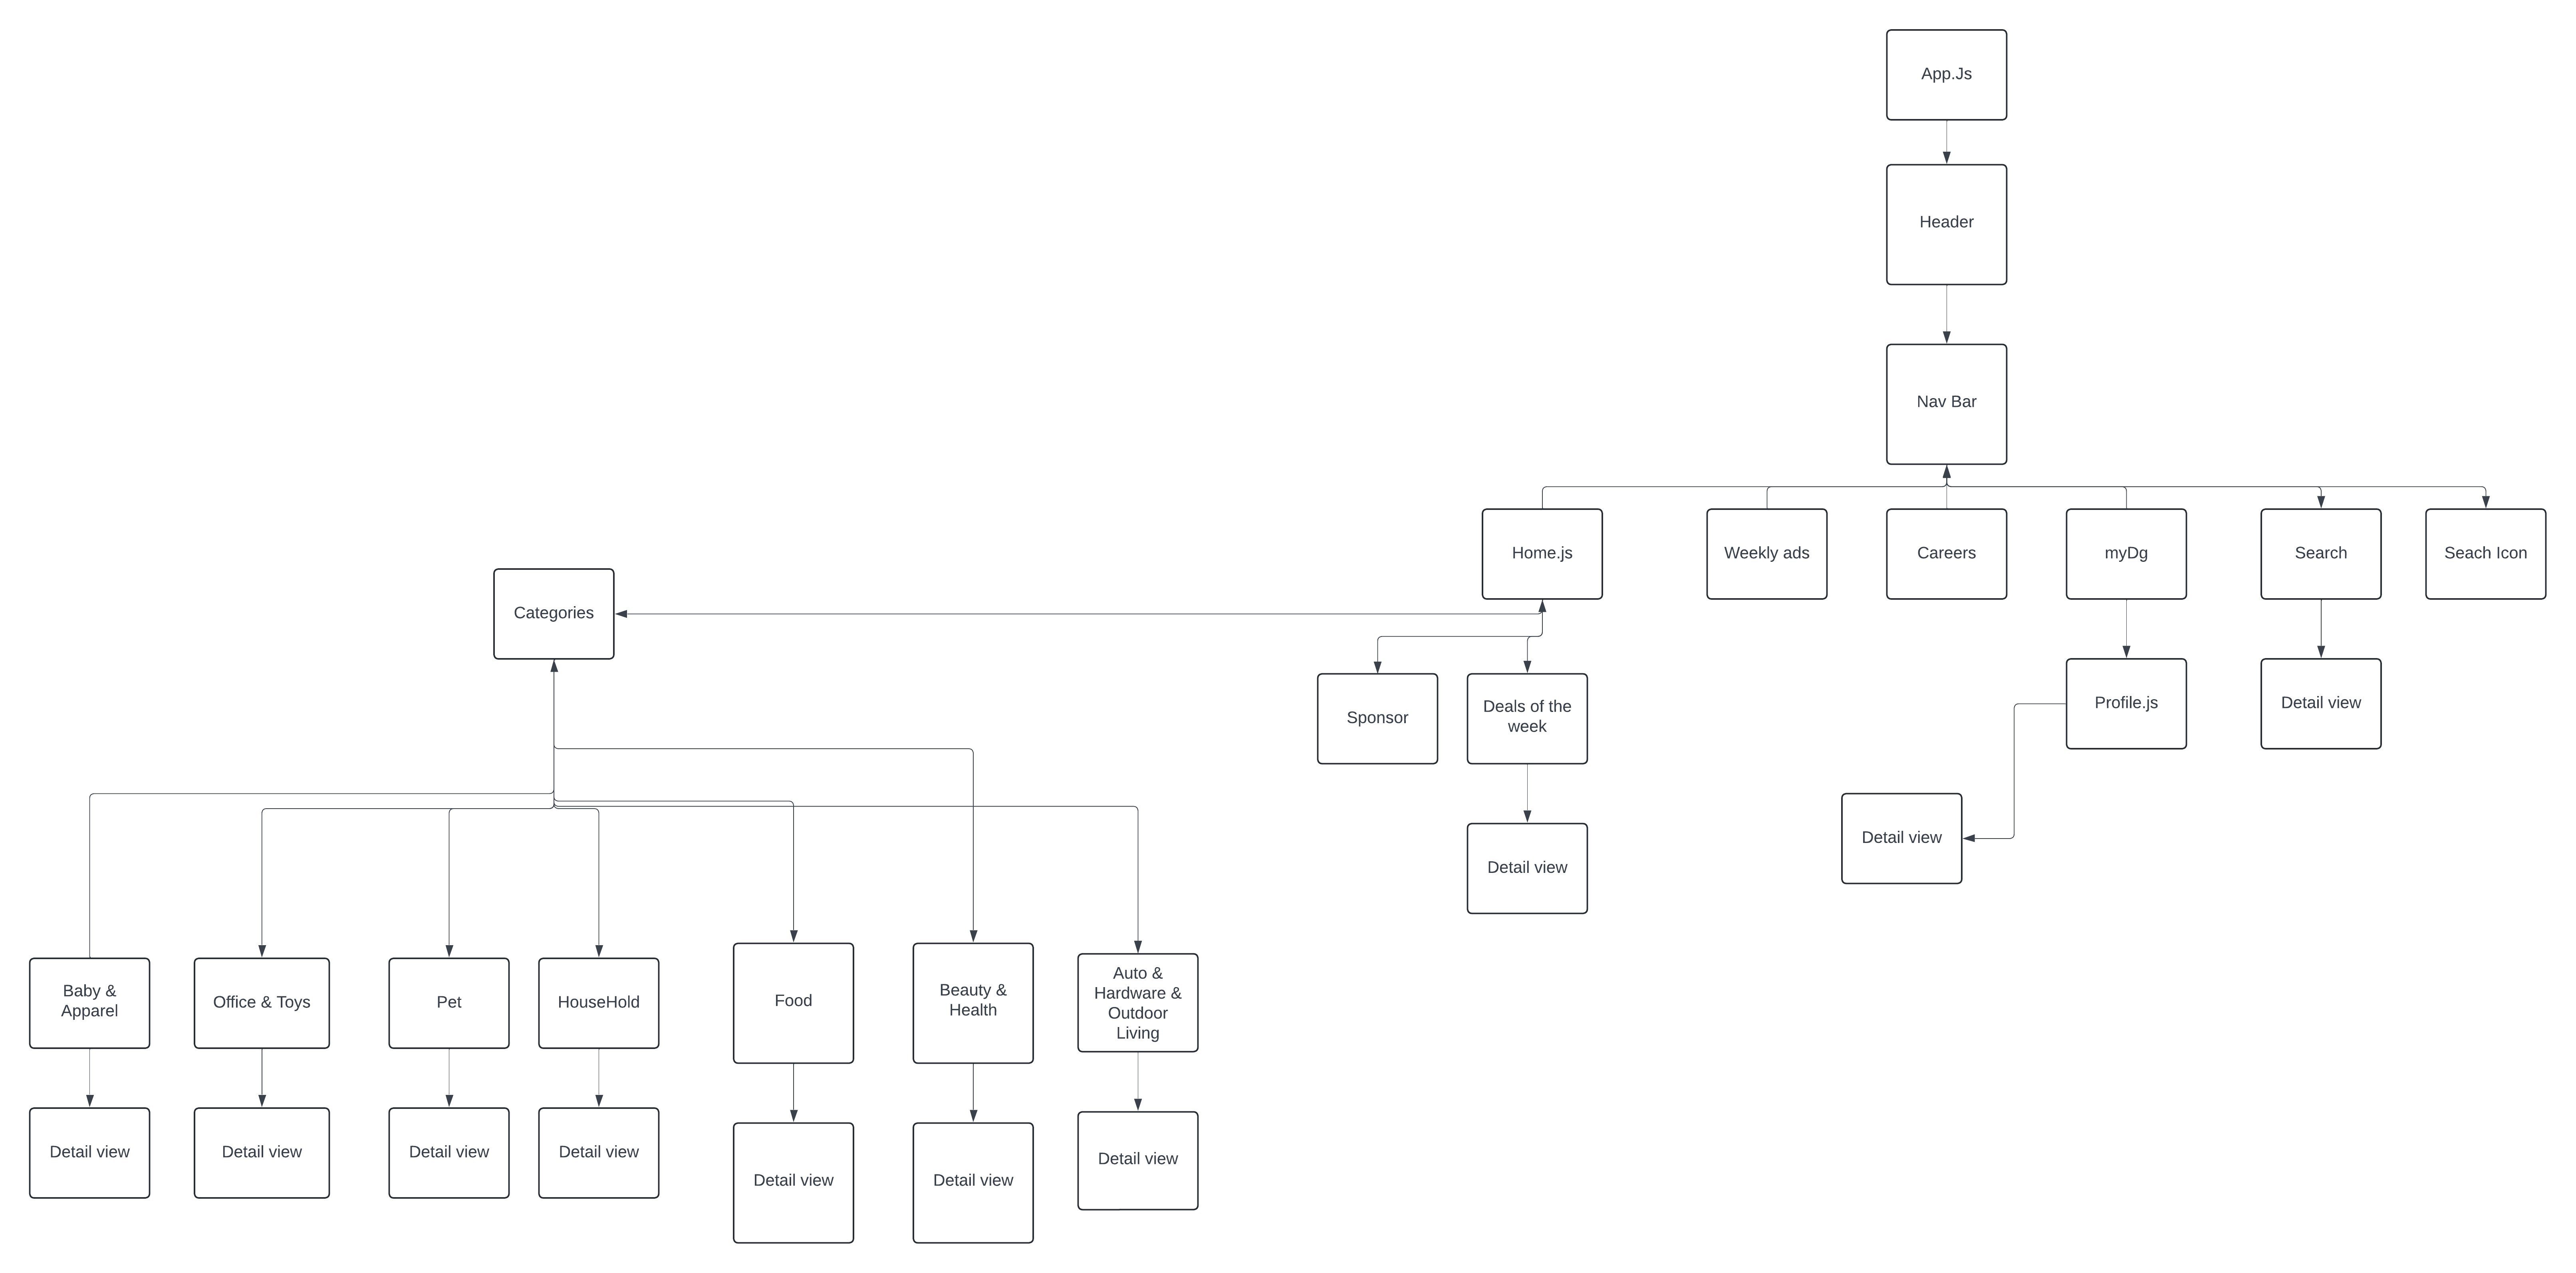 App.Js
Header
Nav Bar
Home.js
Weekly ads
Careers
myDg
Search
Seach Icon
Categories
Sponsor
Deals of the
week
Profile.js
Detail view
Detail view
Detail view
Baby &
Apparel
Office & Toys
Pet
HouseHold
Food
Beauty &
Health
Auto &
Hardware &
Outdoor
Living
Detail view
Detail view
Detail view
Detail view
Detail view
Detail view
Detail view